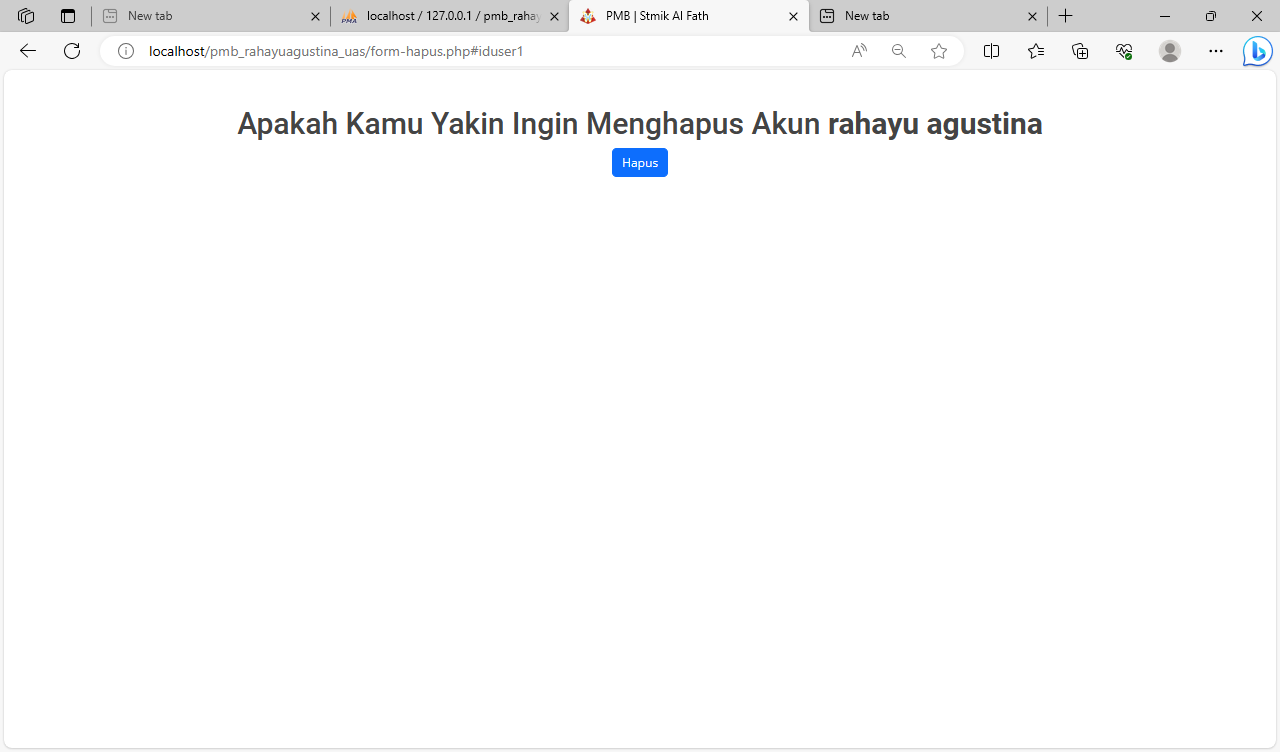 New tab
localhost / 127.0.0.1 / pmb_rahay
PMB | Stmik Al Fath
New tab
localhost/pmb_rahayuagustina_uas/form-hapus.php#iduser1
Apakah Kamu Yakin Ingin Menghapus Akun rahayu agustina
Hapus